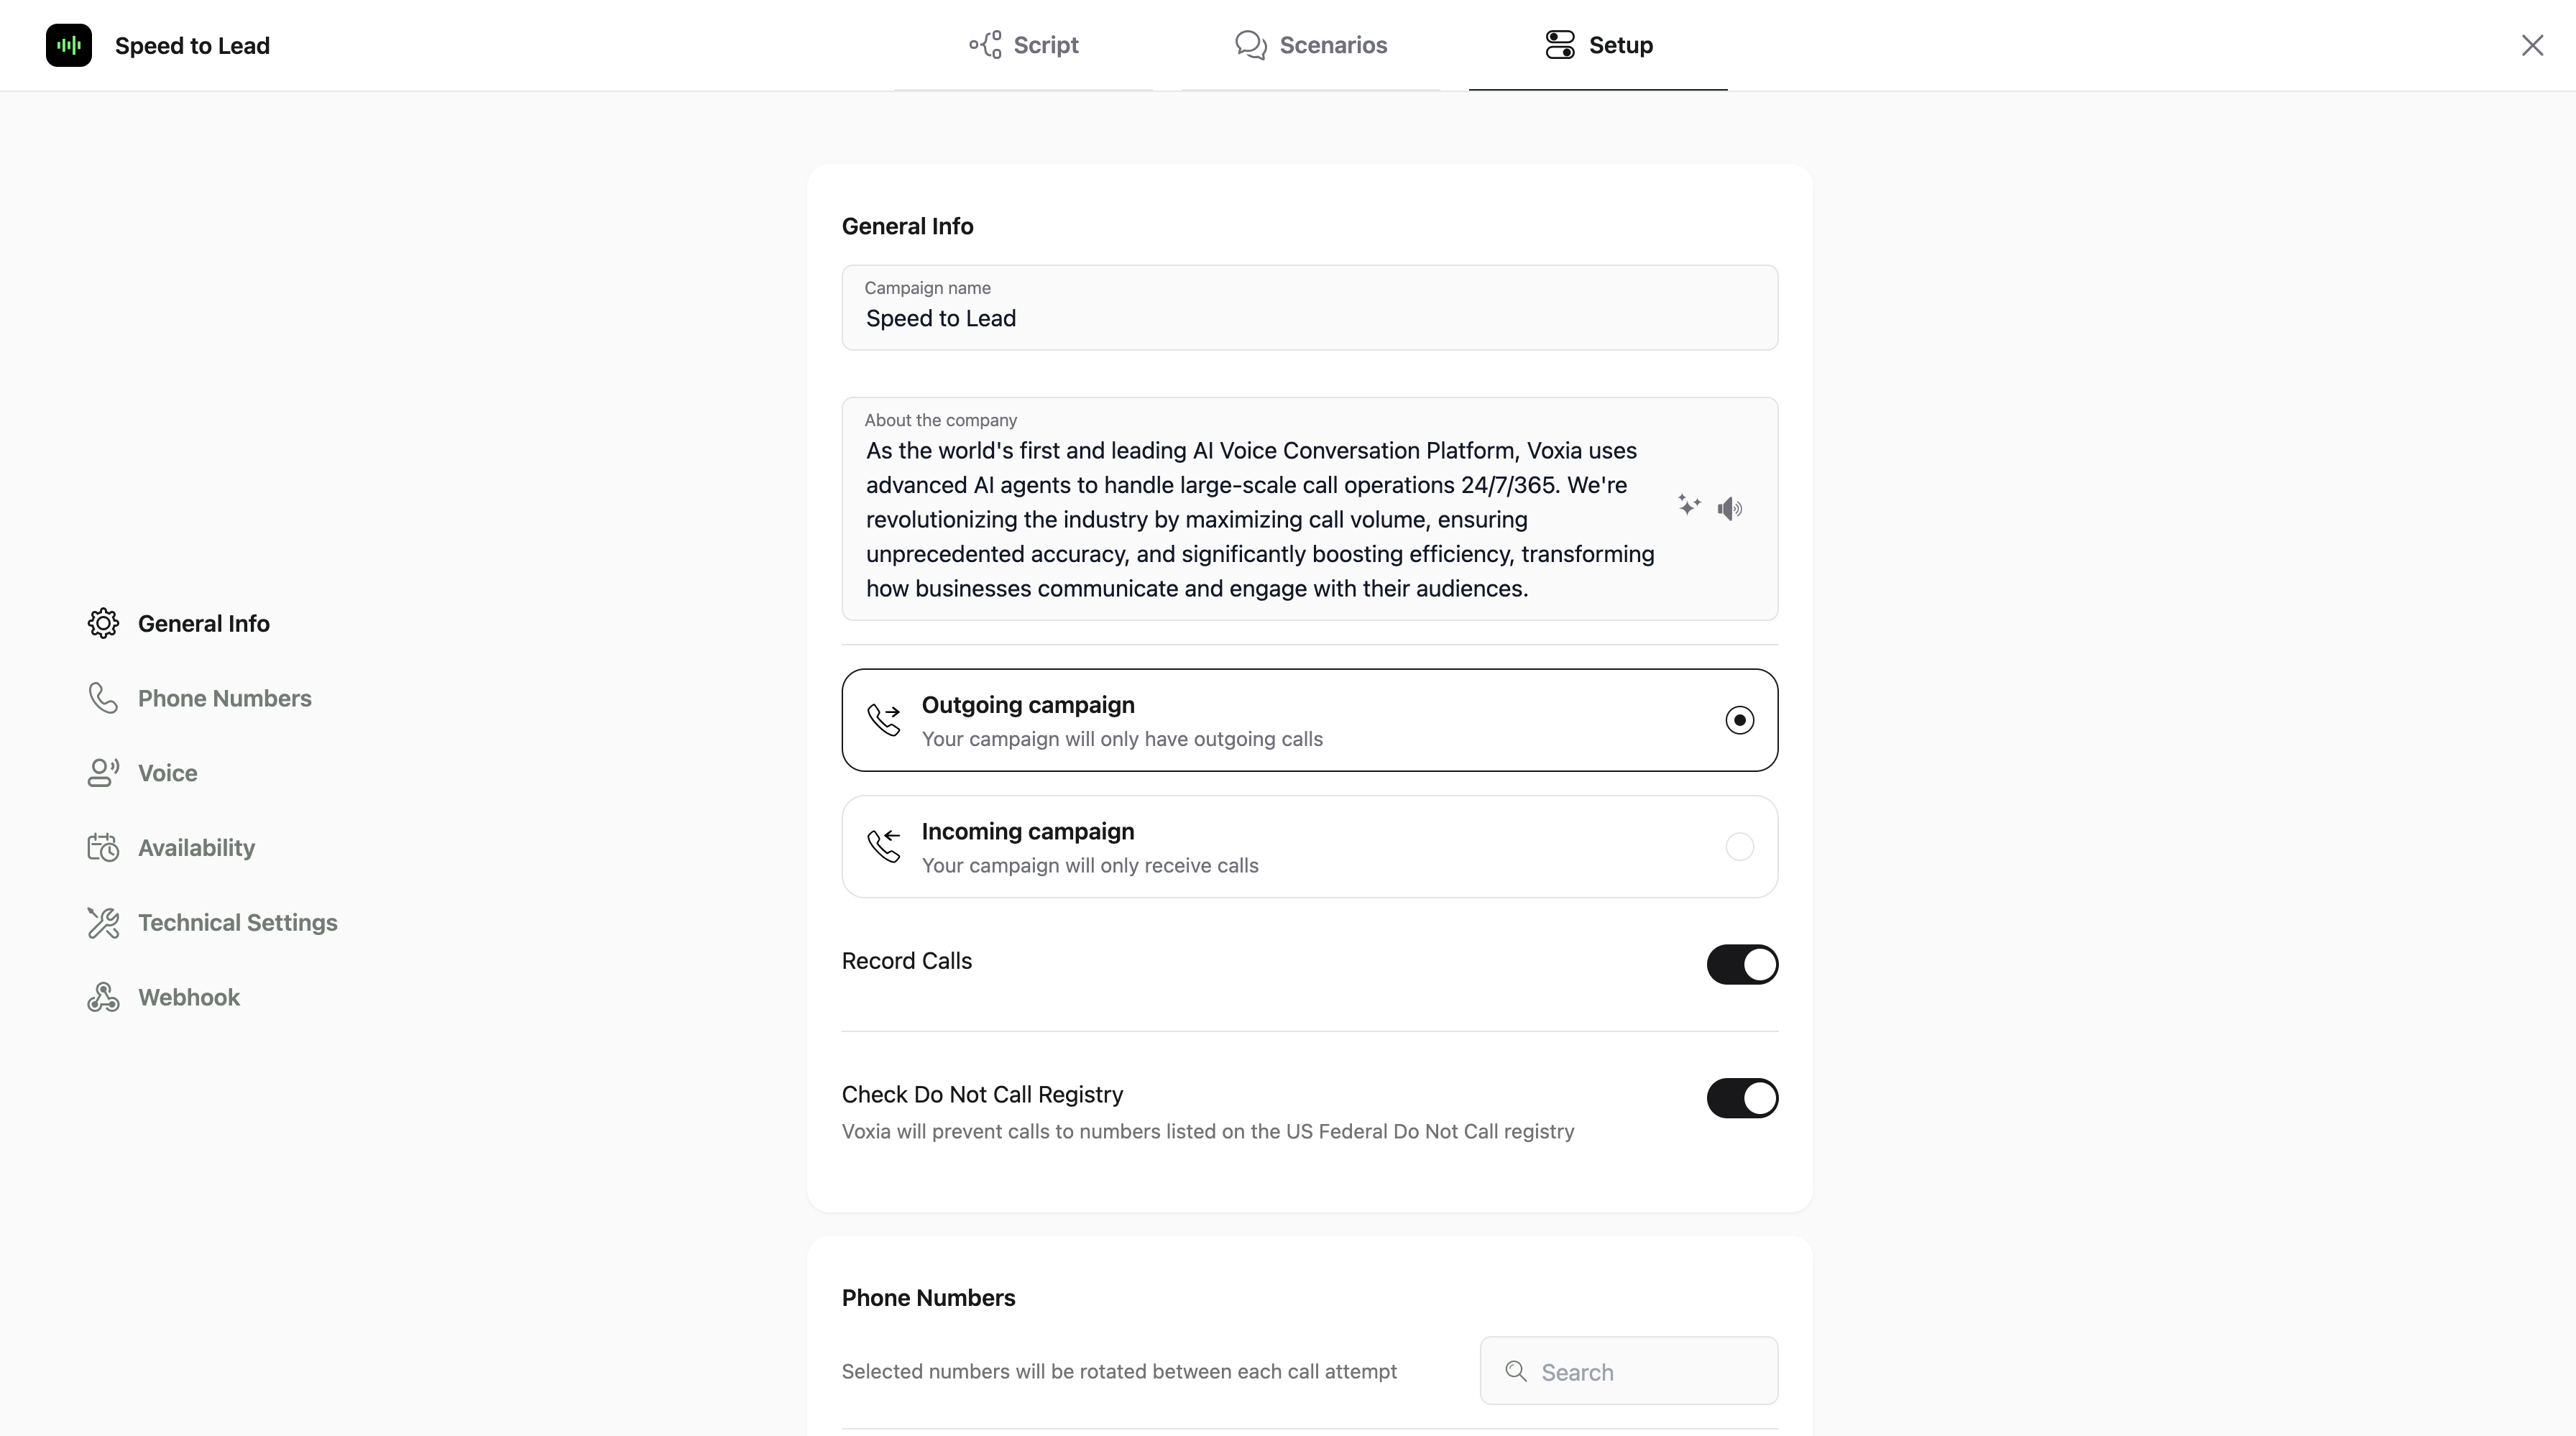 Speed to Lead
Script
Scenarios
Setup
General Info
Phone Numbers
Voice
Availability
Technical Settings
Webhook
General Info
Campaign name
Speed to Lead
About the company
As the world's first and leading AI Voice Conversation Platform, Voxia uses
advanced AI agents to handle large-scale call operations 24/7/365. We're
revolutionizing the industry by maximizing call volume, ensuring
unprecedented accuracy, and significantly boosting efficiency, transforming
how businesses communicate and engage with their audiences.
Outgoing campaign
Your campaign will only have outgoing calls
Incoming campaign
Your campaign will only receive calls
Record Calls
Check Do Not Call Registry
Voxia will prevent calls to numbers listed on the US Federal Do Not Call registry
Phone Numbers
Selected numbers will be rotated between each call attempt
Search